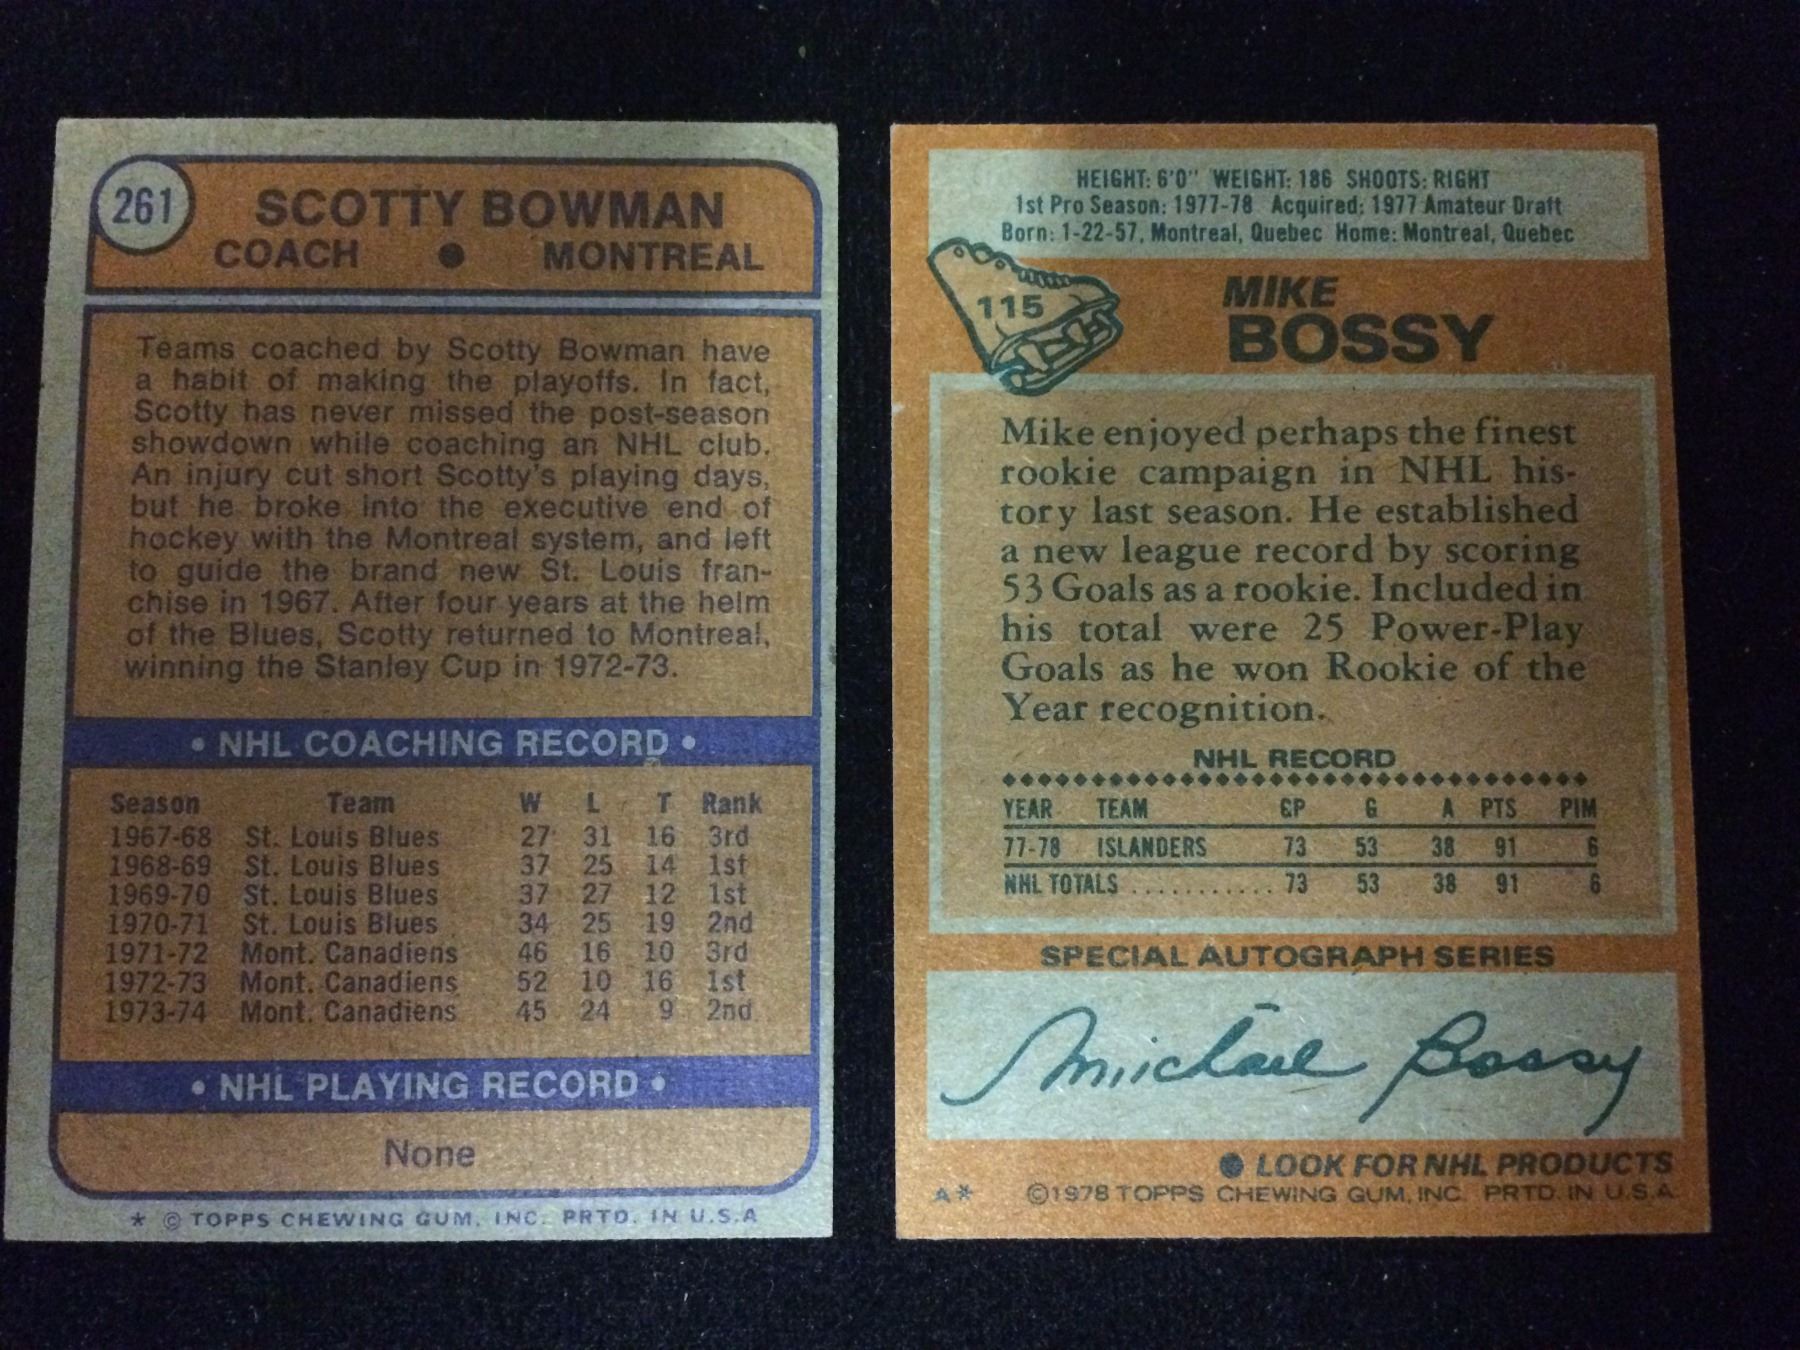 261
SCOTTY BOWMAN
COACH ● MONTREAL
Teams coached by Scotty Bowman have
a habit of making the playoffs. In fact,
Scotty has never missed the post-season
showdown while coaching an NHL club.
An injury cut short Scotty's playing days,
but he broke into the executive end of
hockey with the Montreal system, and left
to guide the brand new St. Louis fran-
chise in 1967. After four years at the helm
of the Blues, Scotty returned to Montreal,
winning the Stanley Cup in 1972-73.
• NHL COACHING RECORD •
Season Team W L T Rank
1967-68 St. Louis Blues 27 31 16 3rd
1968-69 St. Louis Blues 37 25 14 1st
1969-70 St. Louis Blues 37 27 12 1st
1970-71 St. Louis Blues 34 25 19 2nd
1971-72 Mont. Canadiens 46 16 10 3rd
1972-73 Mont. Canadiens 52 10 16 1st
1973-74 Mont. Canadiens 45 24 9 2nd
• NHL PLAYING RECORD •
None
* © TOPPS CHEWING GUM, INC. PRTD. IN U.S.A
HEIGHT: 6'0" WEIGHT: 186 SHOOTS: RIGHT
1st Pro Season: 1977-78 Acquired: 1977 Amateur Draft
Born: 1-22-57, Montreal, Quebec Home: Montreal, Quebec
115
MIKE
BOSSY
Mike enjoyed perhaps the finest
rookie campaign in NHL his-
tory last season. He established
a new league record by scoring
53 Goals as a rookie. Included in
his total were 25 Power-Play
Goals as he won Rookie of the
Year recognition.
NHL RECORD
YEAR TEAM GP G A PTS PIM
77-78 ISLANDERS 73 53 38 91 6
NHL TOTALS ........... 73 53 38 91 6
SPECIAL AUTOGRAPH SERIES
Michael Bossy
● LOOK FOR NHL PRODUCTS
A* ©1978 TOPPS CHEWING GUM, INC. PRTD. IN U.S.A.